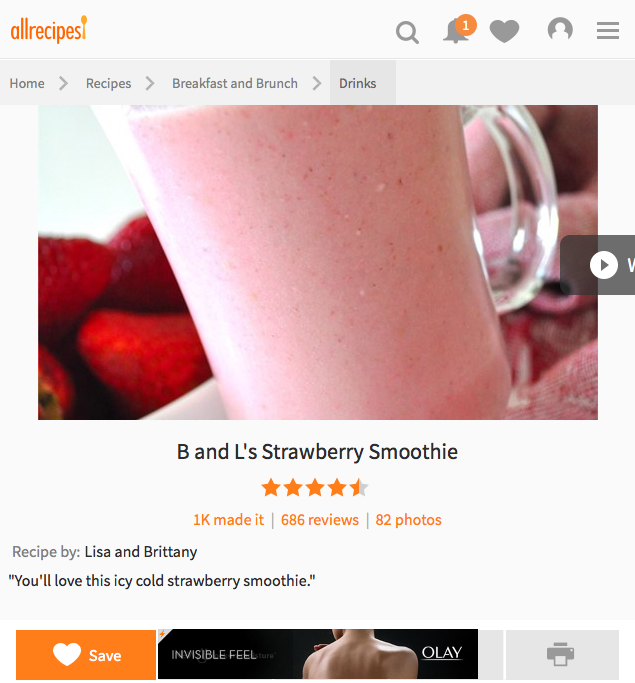 allrecipes
1
Home Recipes Breakfast and Brunch Drinks
B and L's Strawberry Smoothie
1K made it | 686 reviews | 82 photos
Recipe by: Lisa and Brittany
"You'll love this icy cold strawberry smoothie."
Save
INVISIBLE FEEL
OLAY